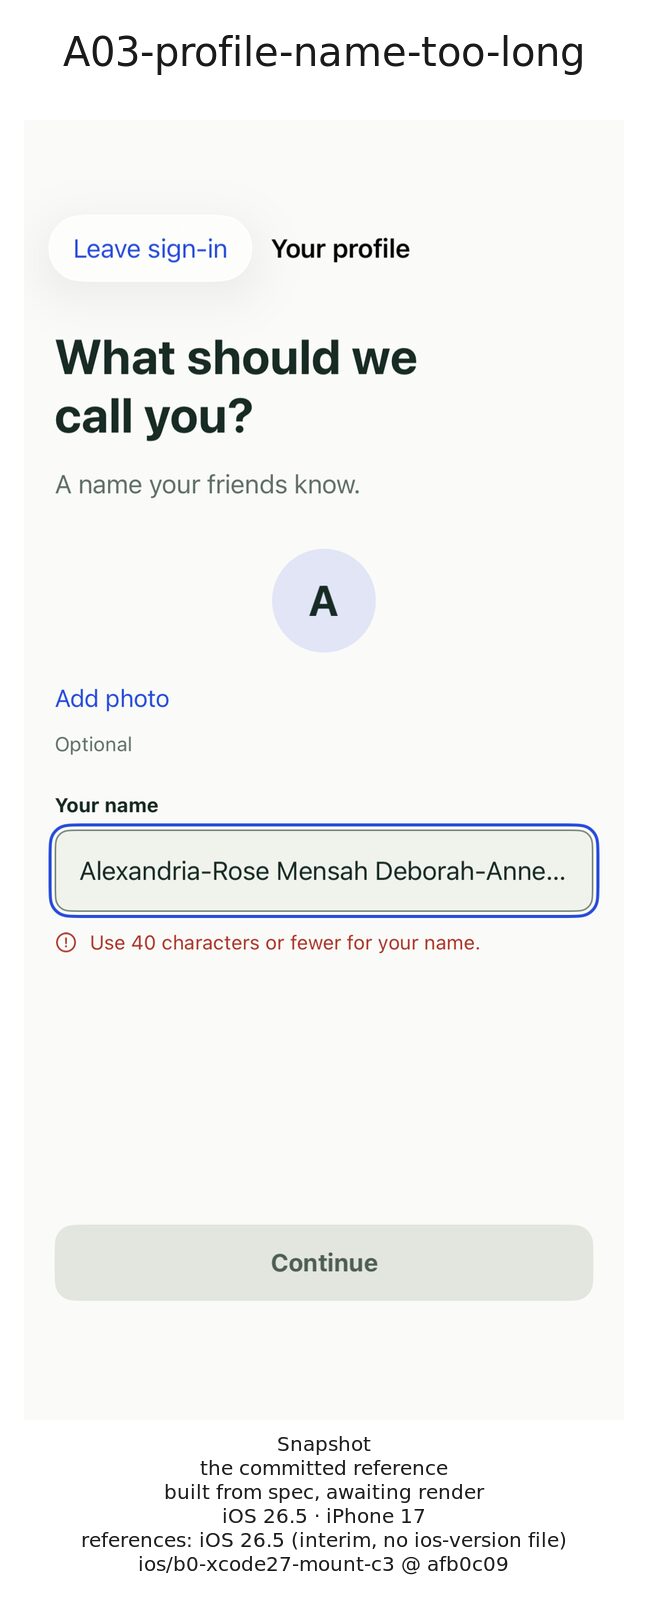 A03-profile-name-too-long
Leave sign-in
Your profile
What should we
call you?
A name your friends know.
A
Add photo
Optional
Your name
Alexandria-Rose Mensah Deborah-Anne...
Use 40 characters or fewer for your name.
Continue
Snapshot
the committed reference
built from spec, awaiting render
iOS 26.5 · iPhone 17
references: iOS 26.5 (interim, no ios-version file)
ios/b0-xcode27-mount-c3 @ afb0c09